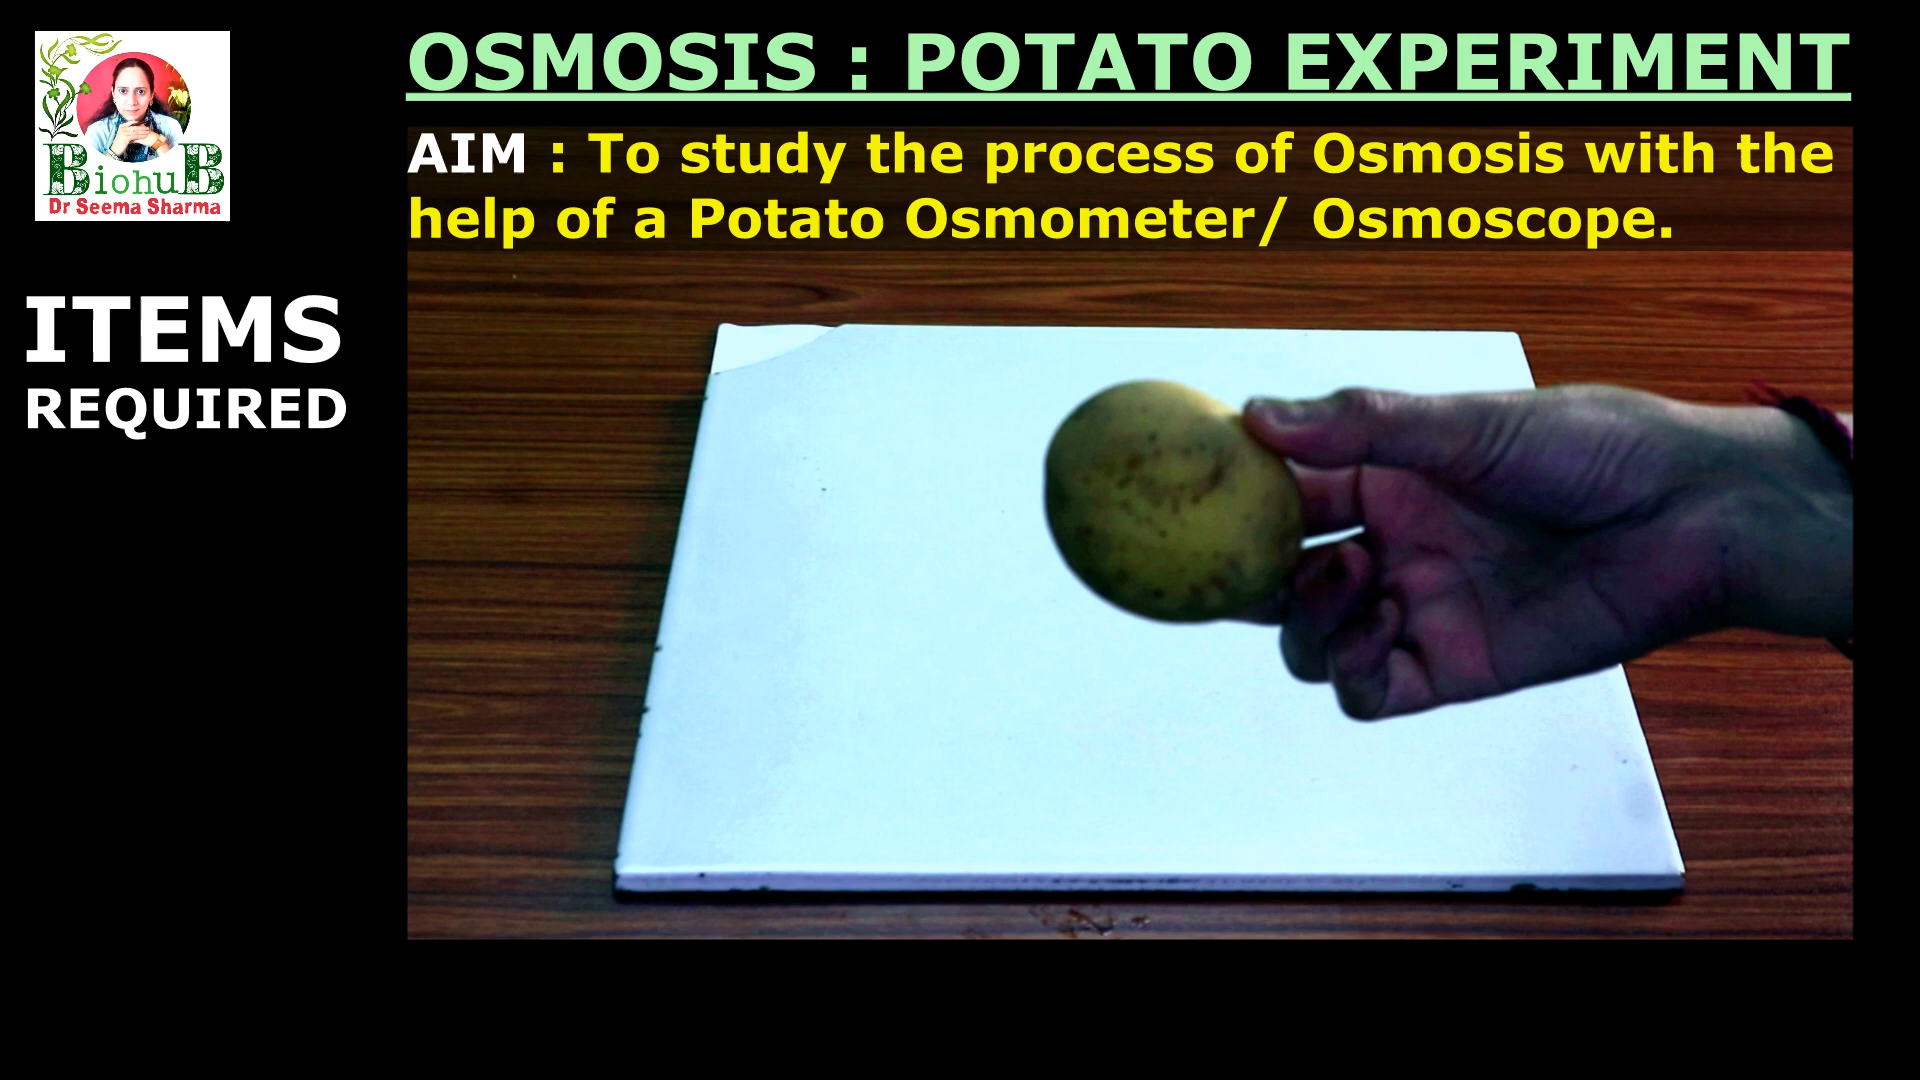 OSMOSIS : POTATO EXPERIMENT
AIM : To study the process of Osmosis with the
help of a Potato Osmometer/ Osmoscope.
BiohuB
Dr Seema Sharma
ITEMS
REQUIRED